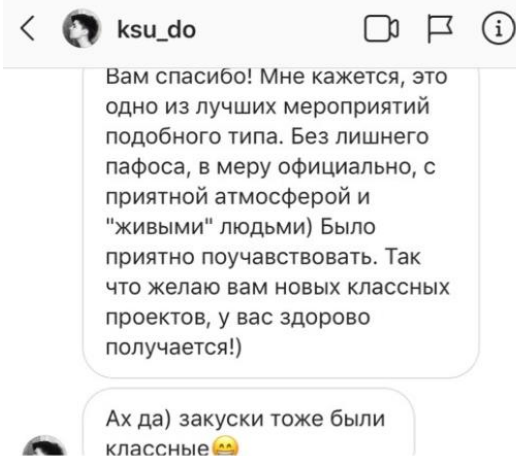 ksu_do
Вам спасибо! Мне кажется, это
одно из лучших мероприятий
подобного типа. Без лишнего
пафоса, в меру официально, с
приятной атмосферой и
"живыми" людьми) Было
приятно поучавствовать. Так
что желаю вам новых классных
проектов, у вас здорово
получается!)
Ах да) закуски тоже были
классные😁